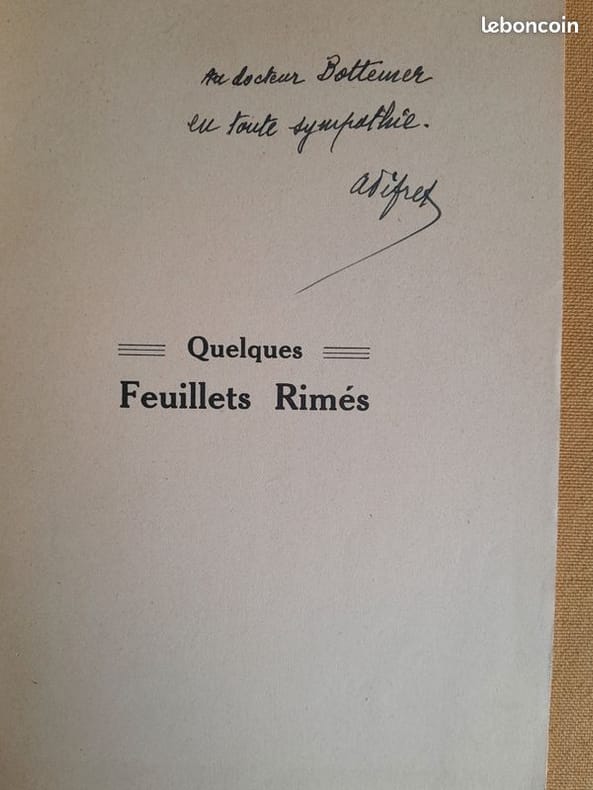 leboncoin
Au docteur Bottemer
en toute sympathie.
Quelques
Feuillets Rimés